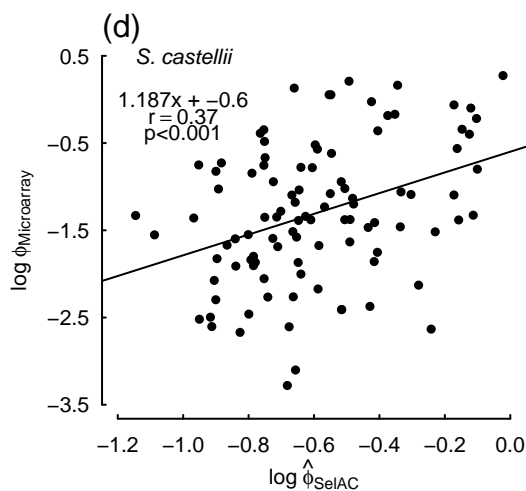 (d)
S. castellii
1.187x + −0.6
r = 0.37
p<0.001
0.5
−0.5
−1.5
−2.5
−3.5
log ϕMicroarray
−1.2 −1.0 −0.8 −0.6 −0.4 −0.2 0.0
log ϕ̂SelAC